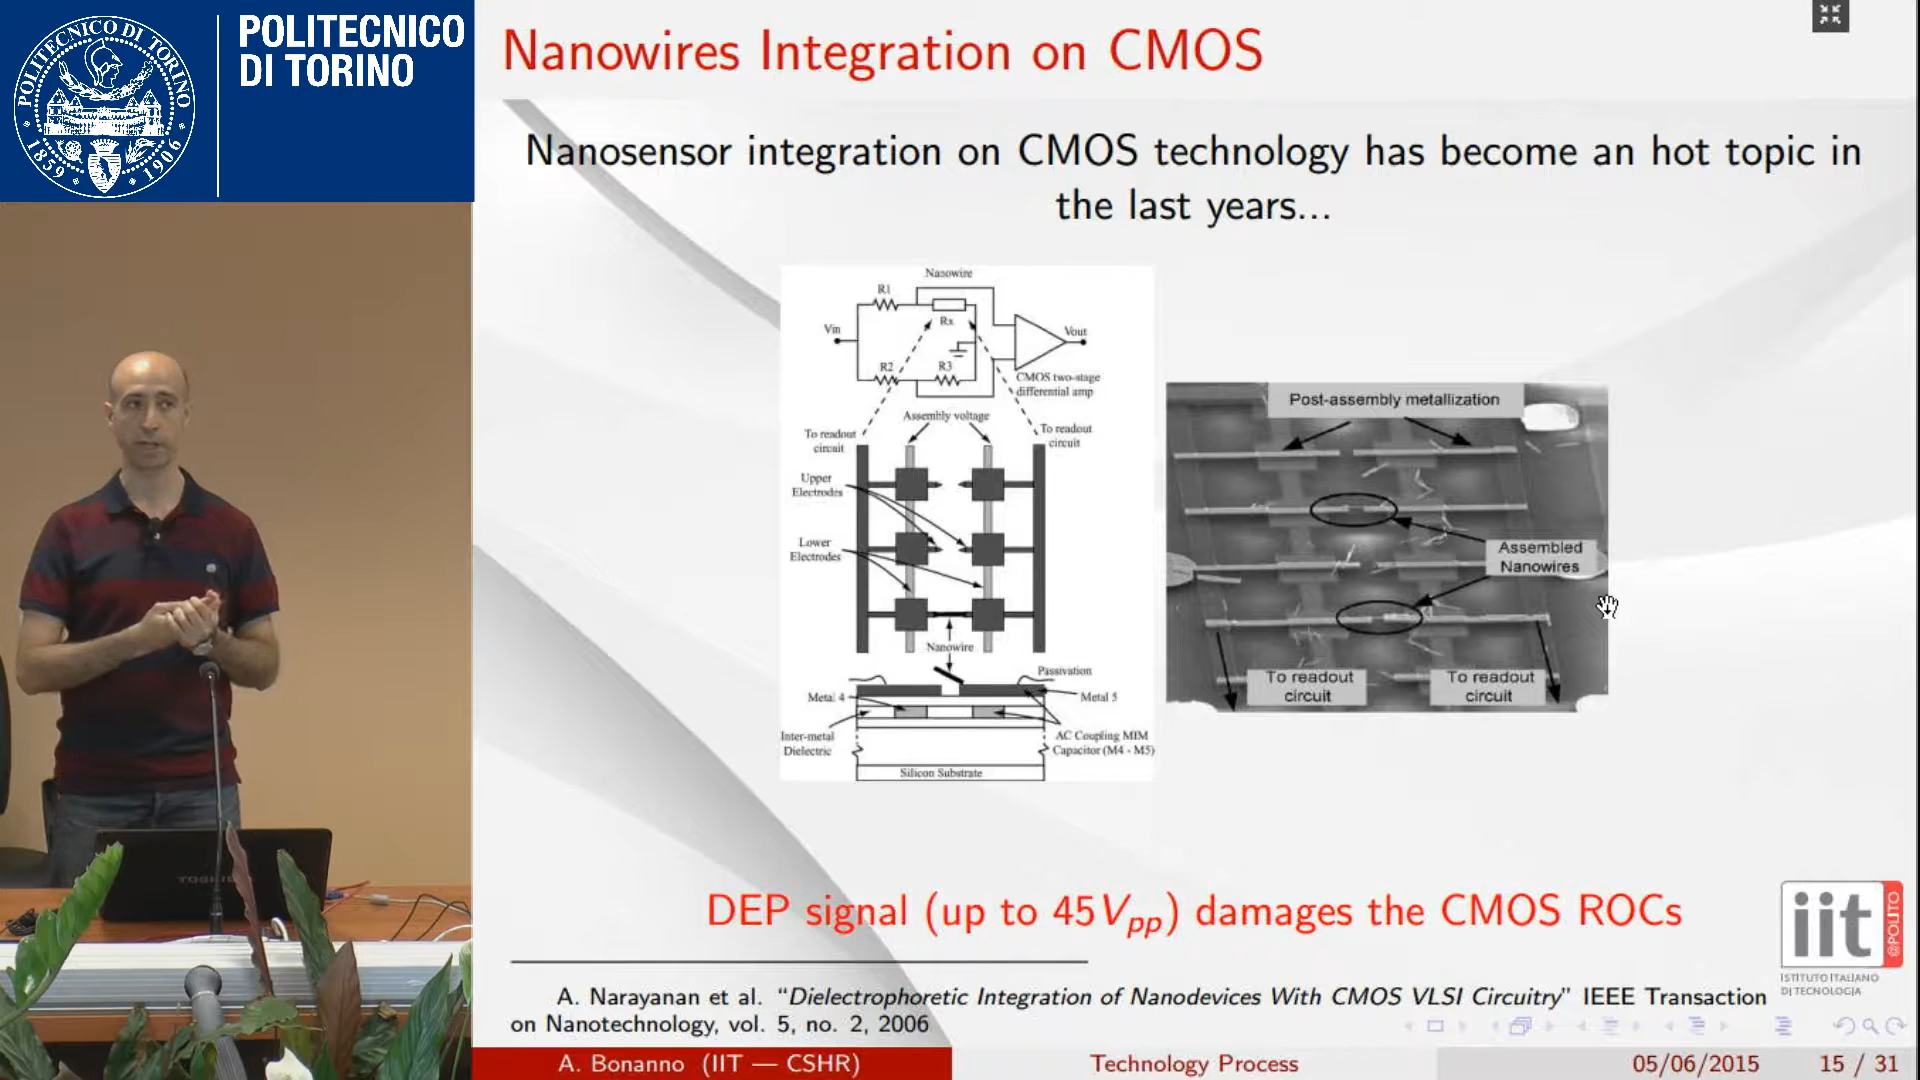 POLITECNICO
DI TORINO
POLITECNICO DI TORINO
1859
1906
Nanowires Integration on CMOS
Nanosensor integration on CMOS technology has become an hot topic in
the last years...
Nanowire
R1
Rx
Vin
Vout
R2
R3
CMOS two-stage
differential amp
Assembly voltage
To readout
circuit
To readout
circuit
Upper
Electrodes
Lower
Electrodes
Nanowire
Passivation
Metal 4
Metal 5
Inter-metal
Dielectric
AC Coupling MIM
Capacitor (M4 - M5)
Silicon Substrate
Post-assembly metallization
Assembled
Nanowires
To readout
circuit
To readout
circuit
DEP signal (up to 45Vpp) damages the CMOS ROCs
iit
@POLITO
ISTITUTO ITALIANO
DI TECNOLOGIA
A. Narayanan et al. “Dielectrophoretic Integration of Nanodevices With CMOS VLSI Circuitry” IEEE Transaction
on Nanotechnology, vol. 5, no. 2, 2006
A. Bonanno (IIT — CSHR)
Technology Process
05/06/2015
15 / 31